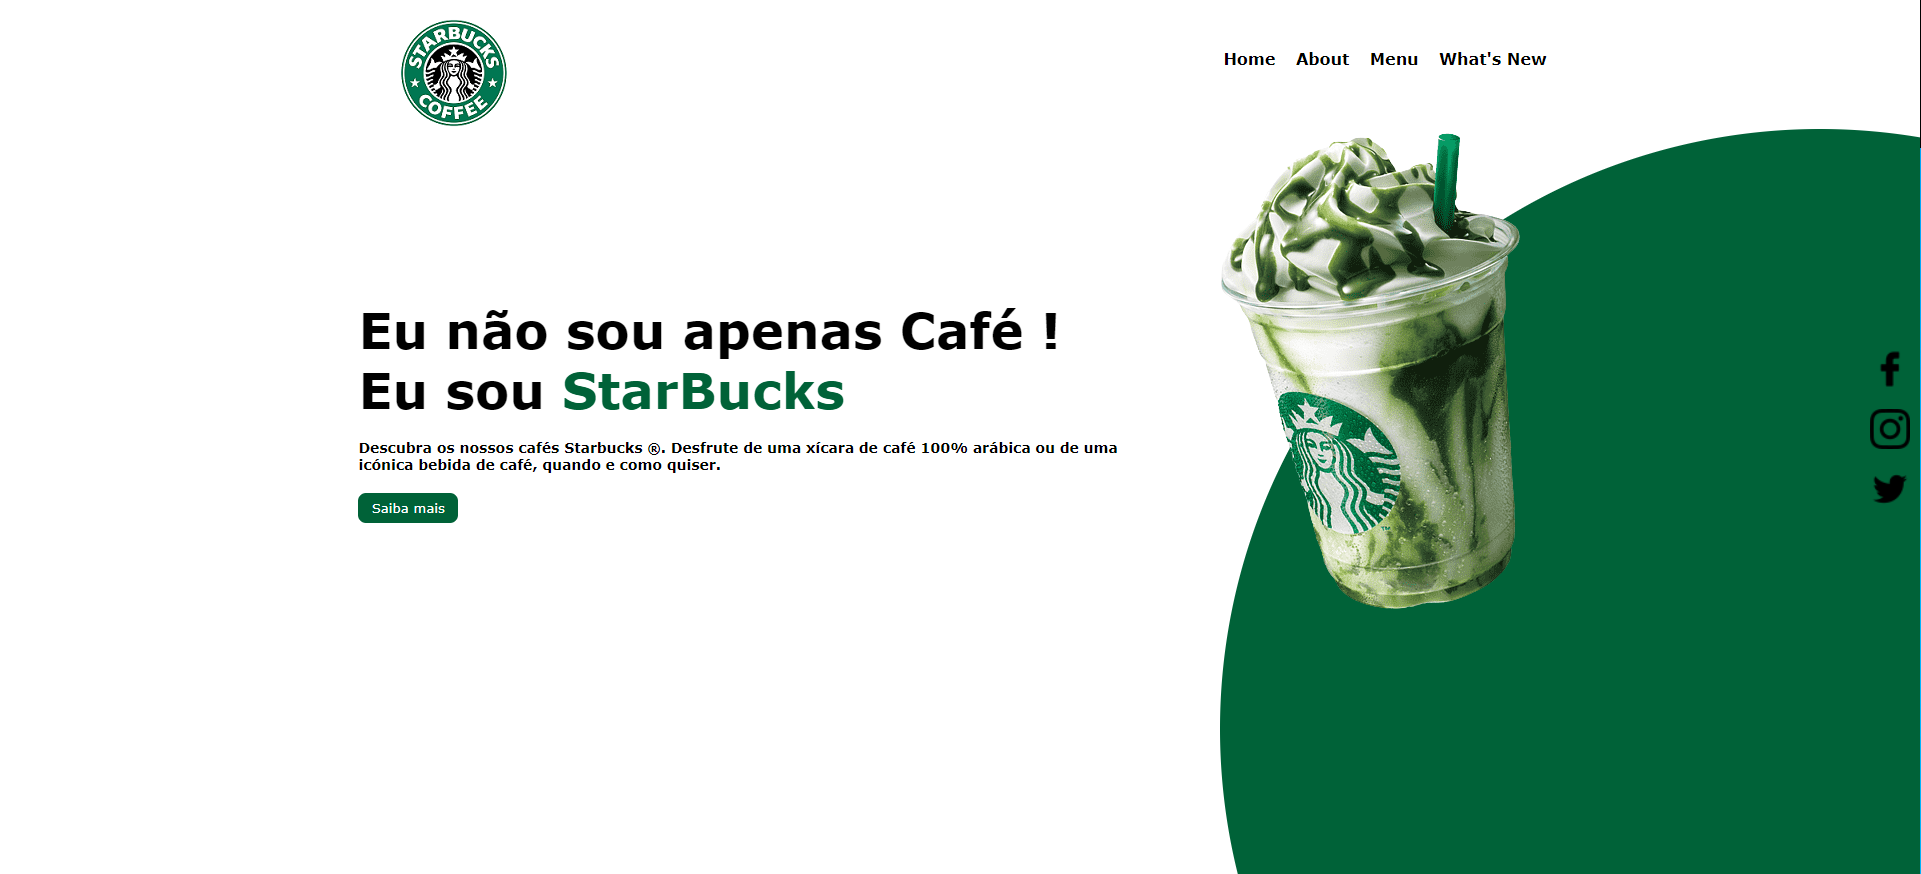 STARBUCKS
COFFEE
Home About Menu What's New
Eu não sou apenas Café !
Eu sou StarBucks
Descubra os nossos cafés Starbucks ®. Desfrute de uma xícara de café 100% arábica ou de uma
icónica bebida de café, quando e como quiser.
Saiba mais
TM